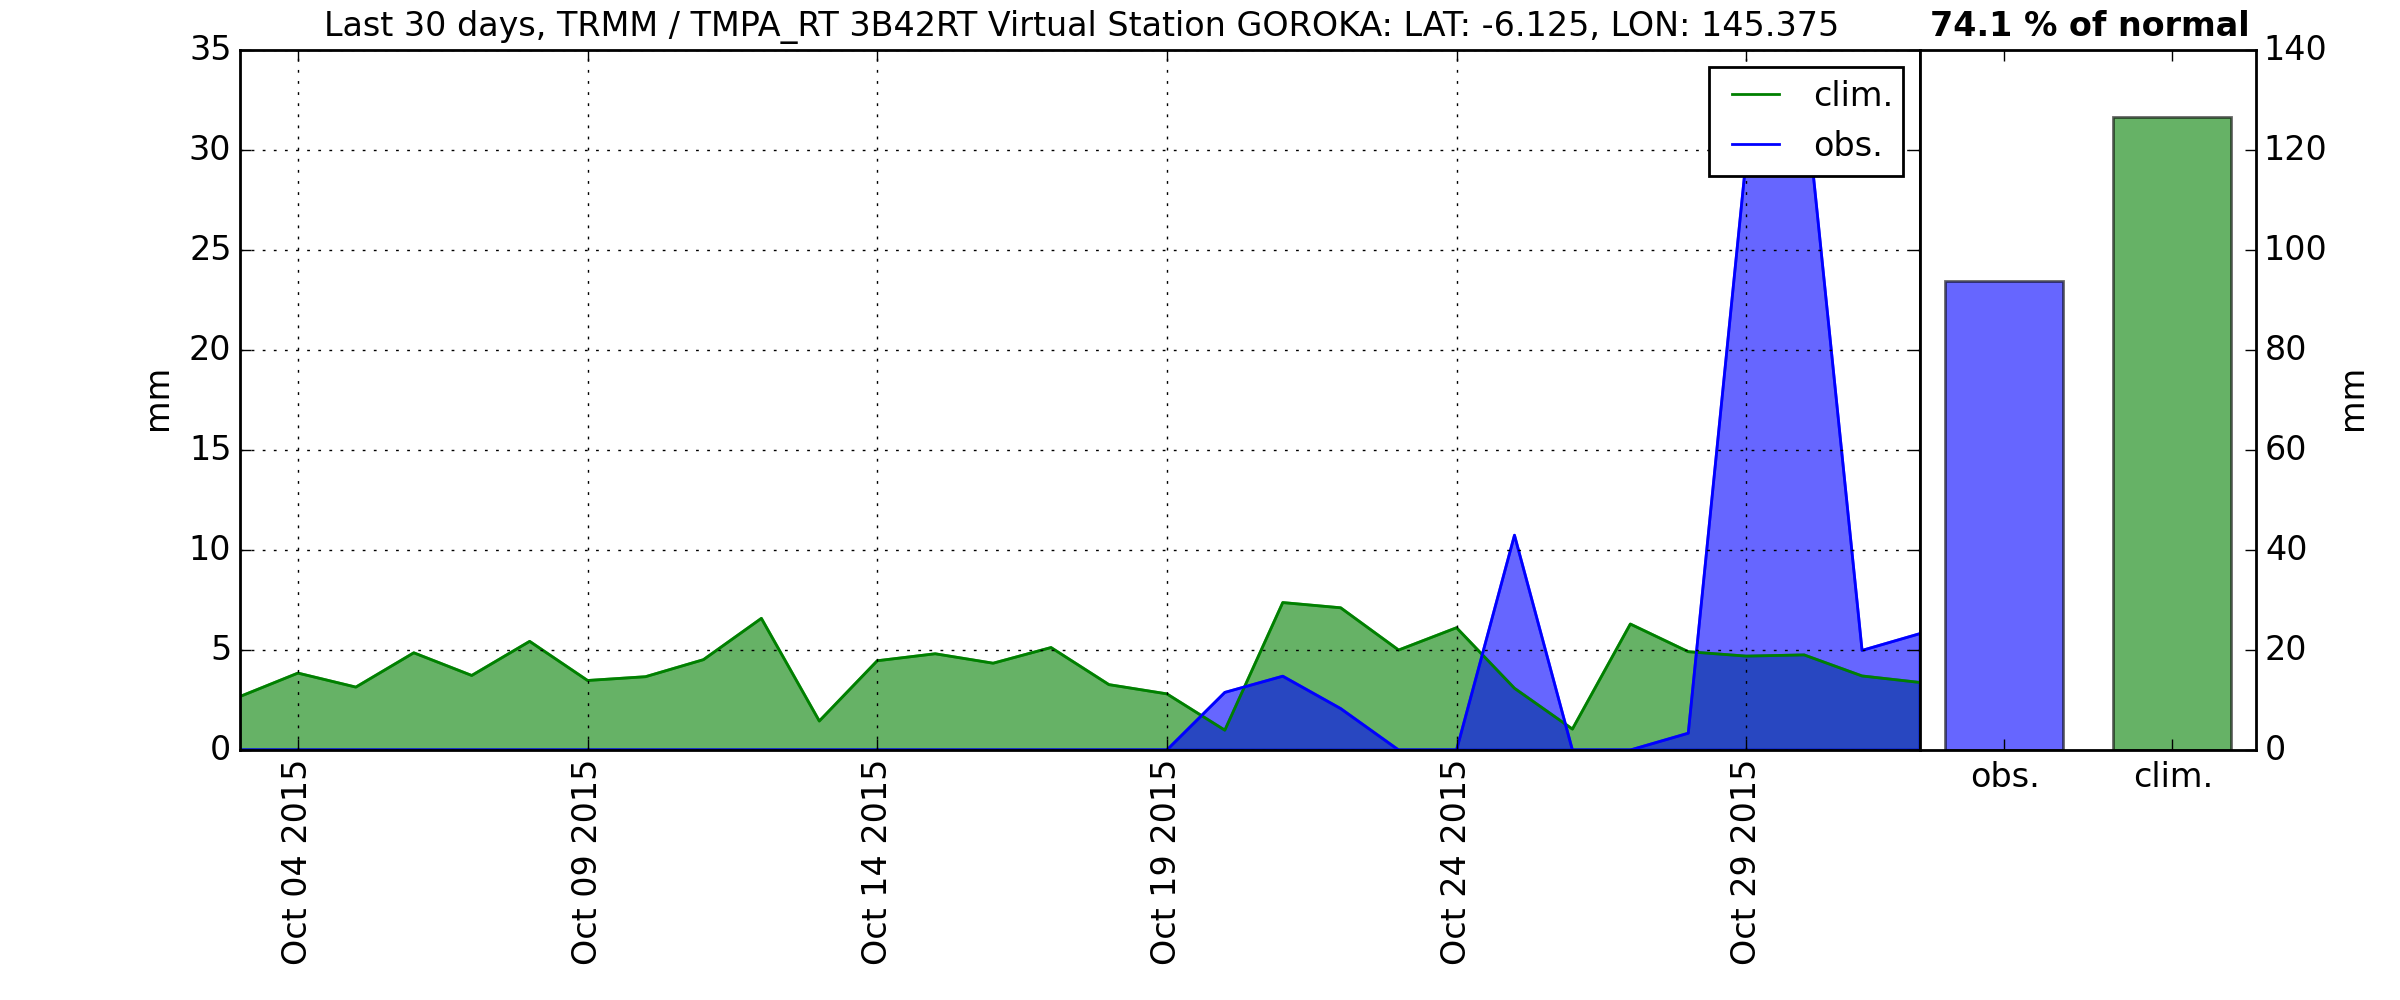 Last 30 days, TRMM / TMPA_RT 3B42RT Virtual Station GOROKA: LAT: -6.125, LON: 145.375
74.1 % of normal
35
30
25
20
15
10
5
0
mm
clim.
obs.
140
120
100
80
60
40
20
0
mm
Oct 04 2015
Oct 09 2015
Oct 14 2015
Oct 19 2015
Oct 24 2015
Oct 29 2015
obs.
clim.